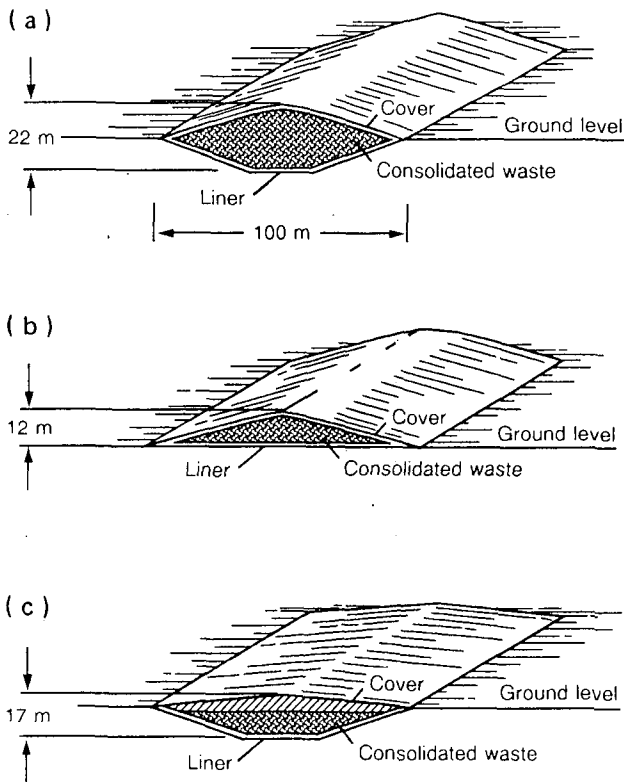 (a)
Cover
Ground level
22 m
Consolidated waste
Liner
100 m
(b)
12 m
Cover
Ground level
Liner
Consolidated waste
(c)
Cover
Ground level
17 m
Consolidated waste
Liner